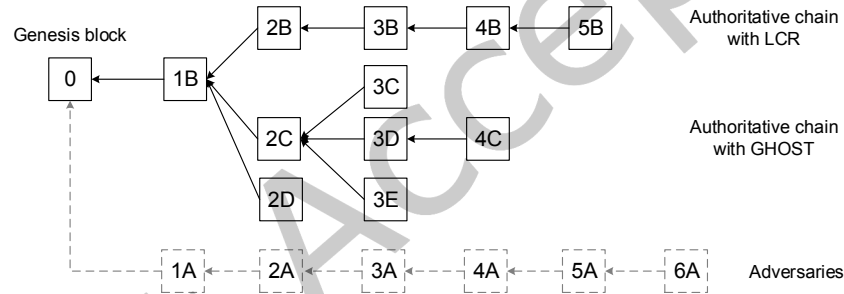 Genesis block
0
1B
2B
3B
4B
5B
Authoritative chain
with LCR
3C
2C
3D
4C
Authoritative chain
with GHOST
2D
3E
1A
2A
3A
4A
5A
6A
Adversaries
Accep